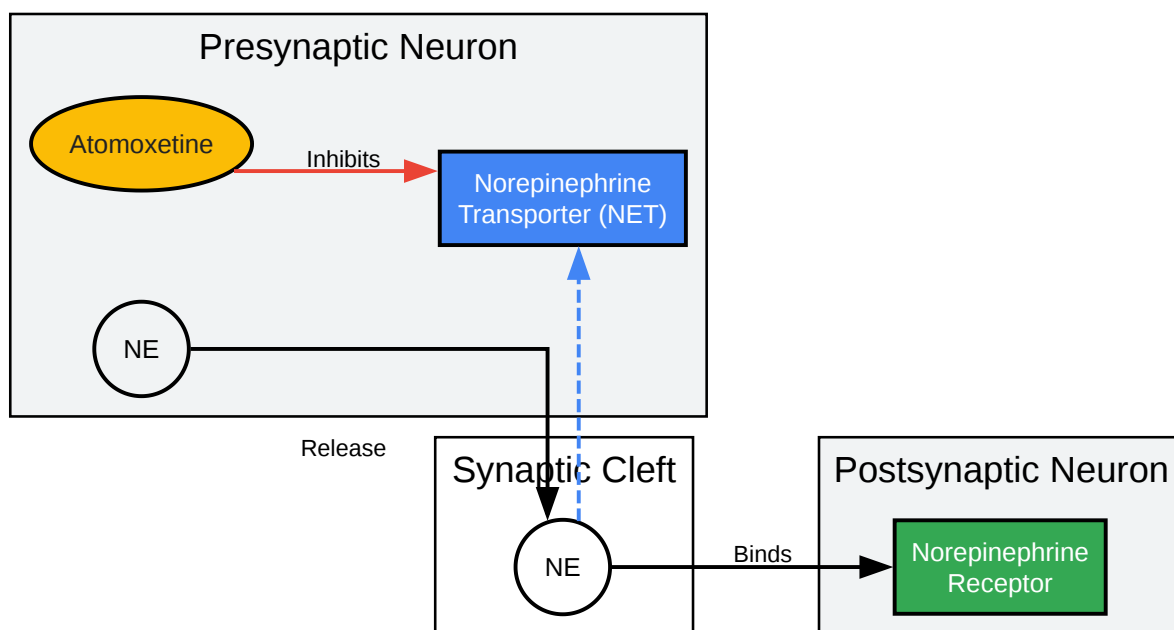 Presynaptic Neuron
Atomoxetine
Inhibits
Norepinephrine
Transporter (NET)
NE
Release
Synaptic Cleft
NE
Binds
Postsynaptic Neuron
Norepinephrine
Receptor